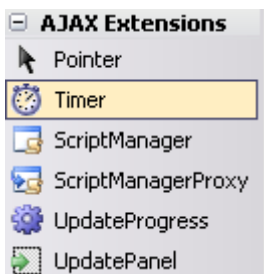 AJAX Extensions
Pointer
Timer
ScriptManager
ScriptManagerProxy
UpdateProgress
UpdatePanel